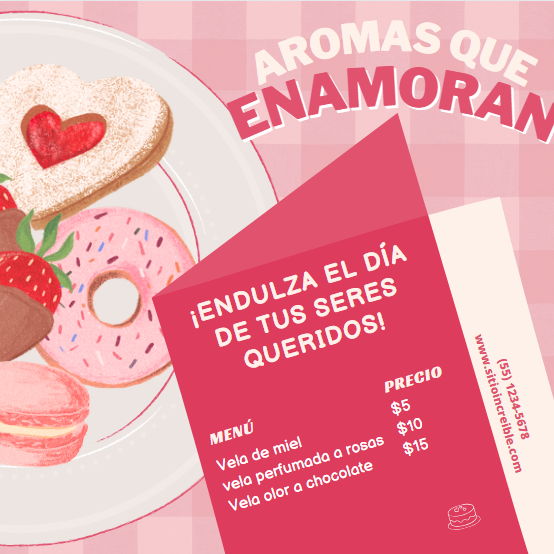 AROMAS QUE
ENAMORAN
¡ENDULZA EL DÍA
DE TUS SERES
QUERIDOS!
MENÚ
PRECIO
Vela de miel
$5
vela perfumada a rosas
$10
Vela olor a chocolate
$15
(55) 1234-5678
www.sitioincreible.com